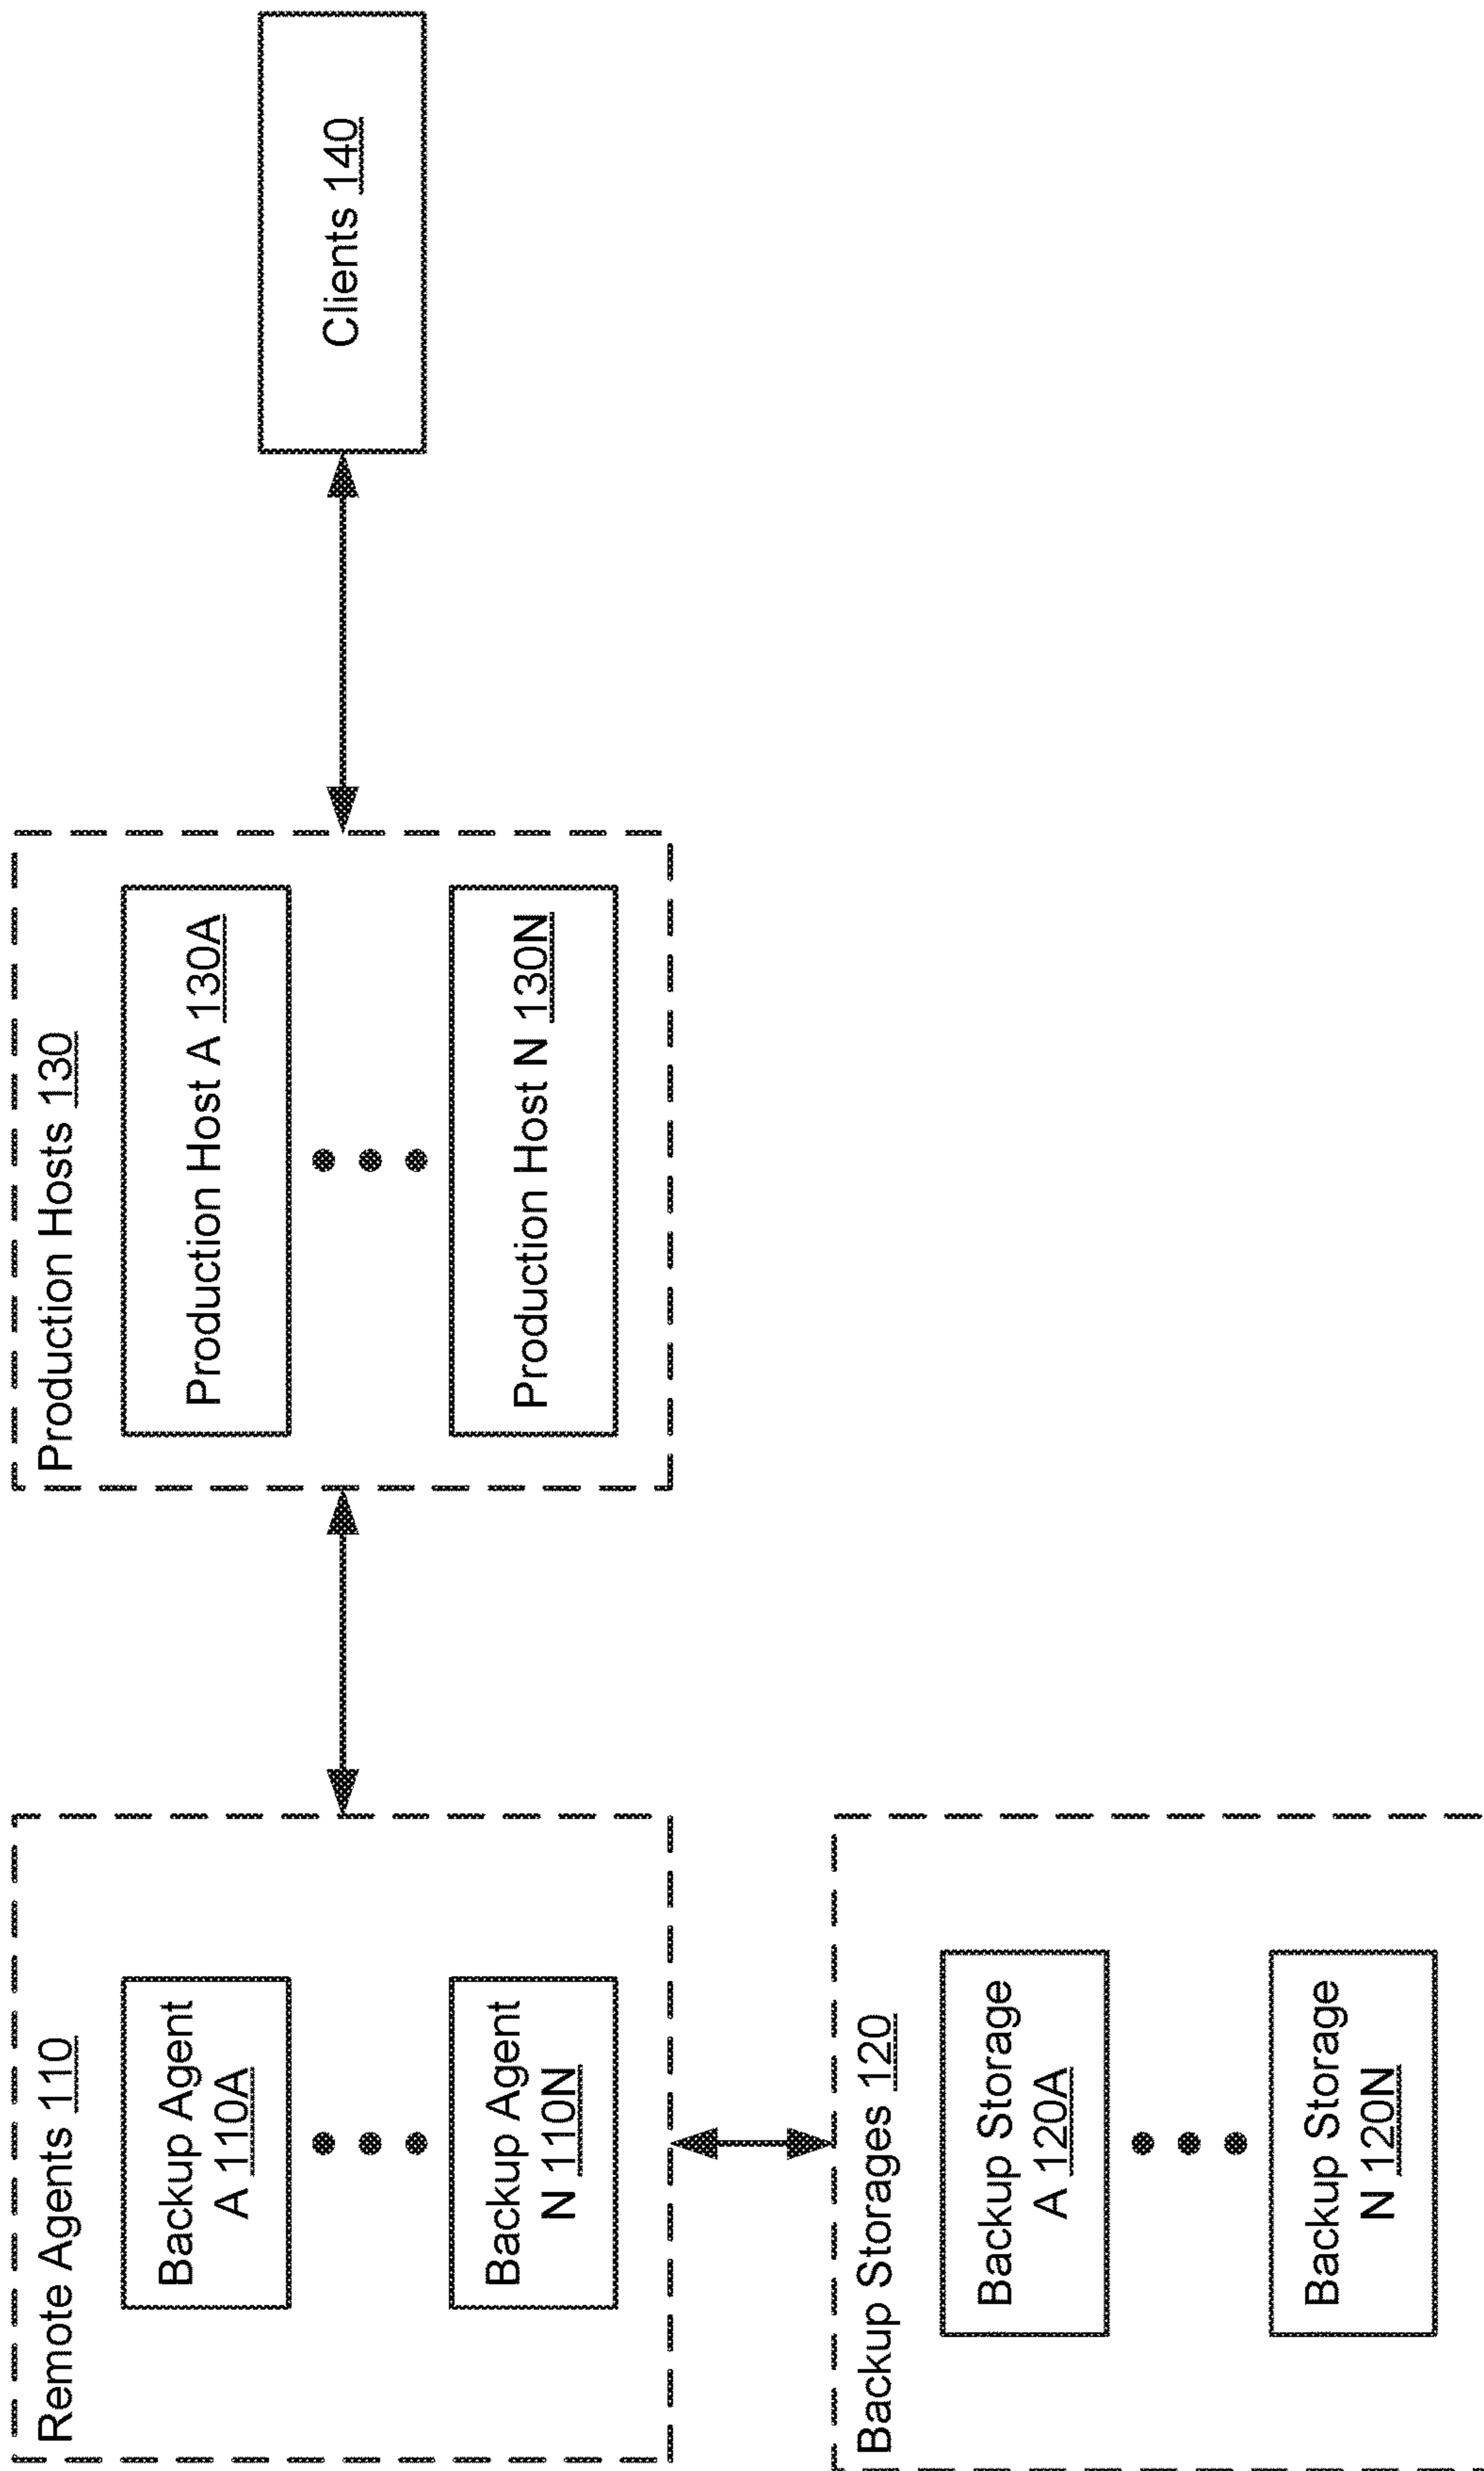 Remote Agents 110
Backup Agent
A 110A
Backup Agent
N 110N
Production Hosts 130
Production Host A 130A
Production Host N 130N
Clients 140
Backup Storages 120
Backup Storage
A 120A
Backup Storage
N 120N